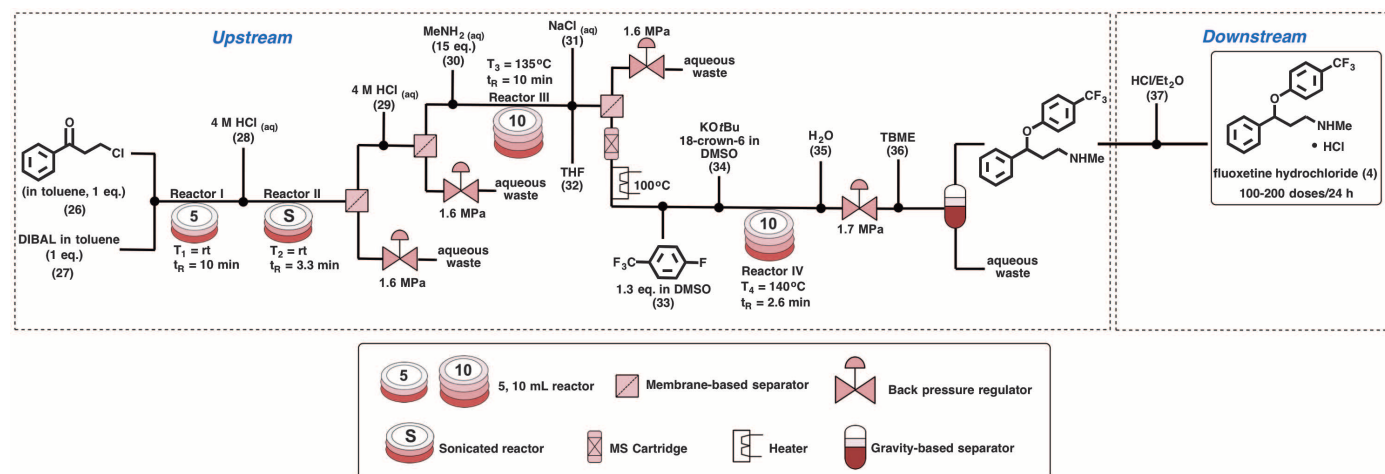 Upstream
Downstream
O
Cl
(in toluene, 1 eq.)
(26)
DIBAL in toluene
(1 eq.)
(27)
Reactor I
5
T1 = rt
tR = 10 min
4 M HCl (aq)
(28)
Reactor II
S
T2 = rt
tR = 3.3 min
1.6 MPa
aqueous
waste
4 M HCl (aq)
(29)
1.6 MPa
aqueous
waste
MeNH2 (aq)
(15 eq.)
(30)
T3 = 135ºC
tR = 10 min
Reactor III
10
NaCl (aq)
(31)
THF
(32)
1.6 MPa
aqueous
waste
100ºC
F3C
F
1.3 eq. in DMSO
(33)
KOtBu
18-crown-6 in
DMSO
(34)
10
Reactor IV
T4 = 140ºC
tR = 2.6 min
H2O
(35)
1.7 MPa
TBME
(36)
aqueous
waste
CF3
O
NHMe
HCl/Et2O
(37)
CF3
O
NHMe
• HCl
fluoxetine hydrochloride (4)
100-200 doses/24 h
5
10
5, 10 mL reactor
Membrane-based separator
Back pressure regulator
S
Sonicated reactor
MS Cartridge
Heater
Gravity-based separator